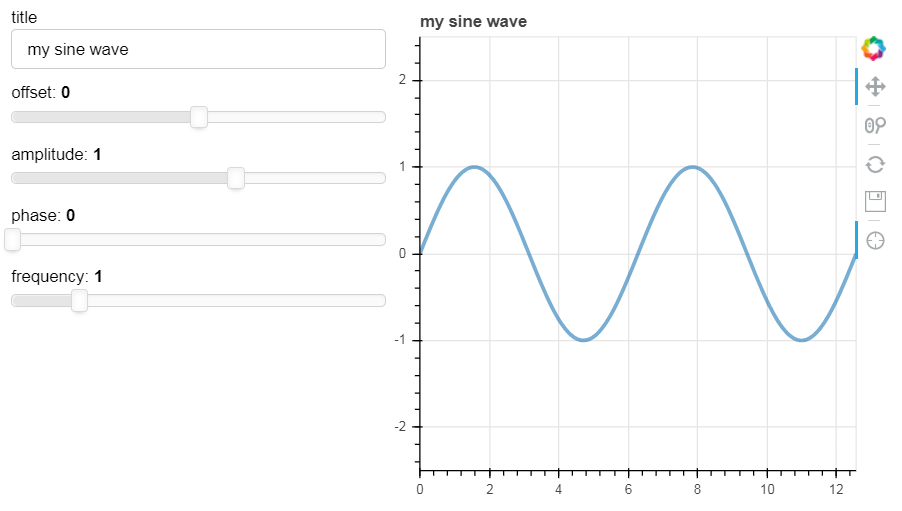 title
my sine wave
offset: 0
amplitude: 1
phase: 0
frequency: 1
my sine wave
2
1
0
-1
-2
0 2 4 6 8 10 12